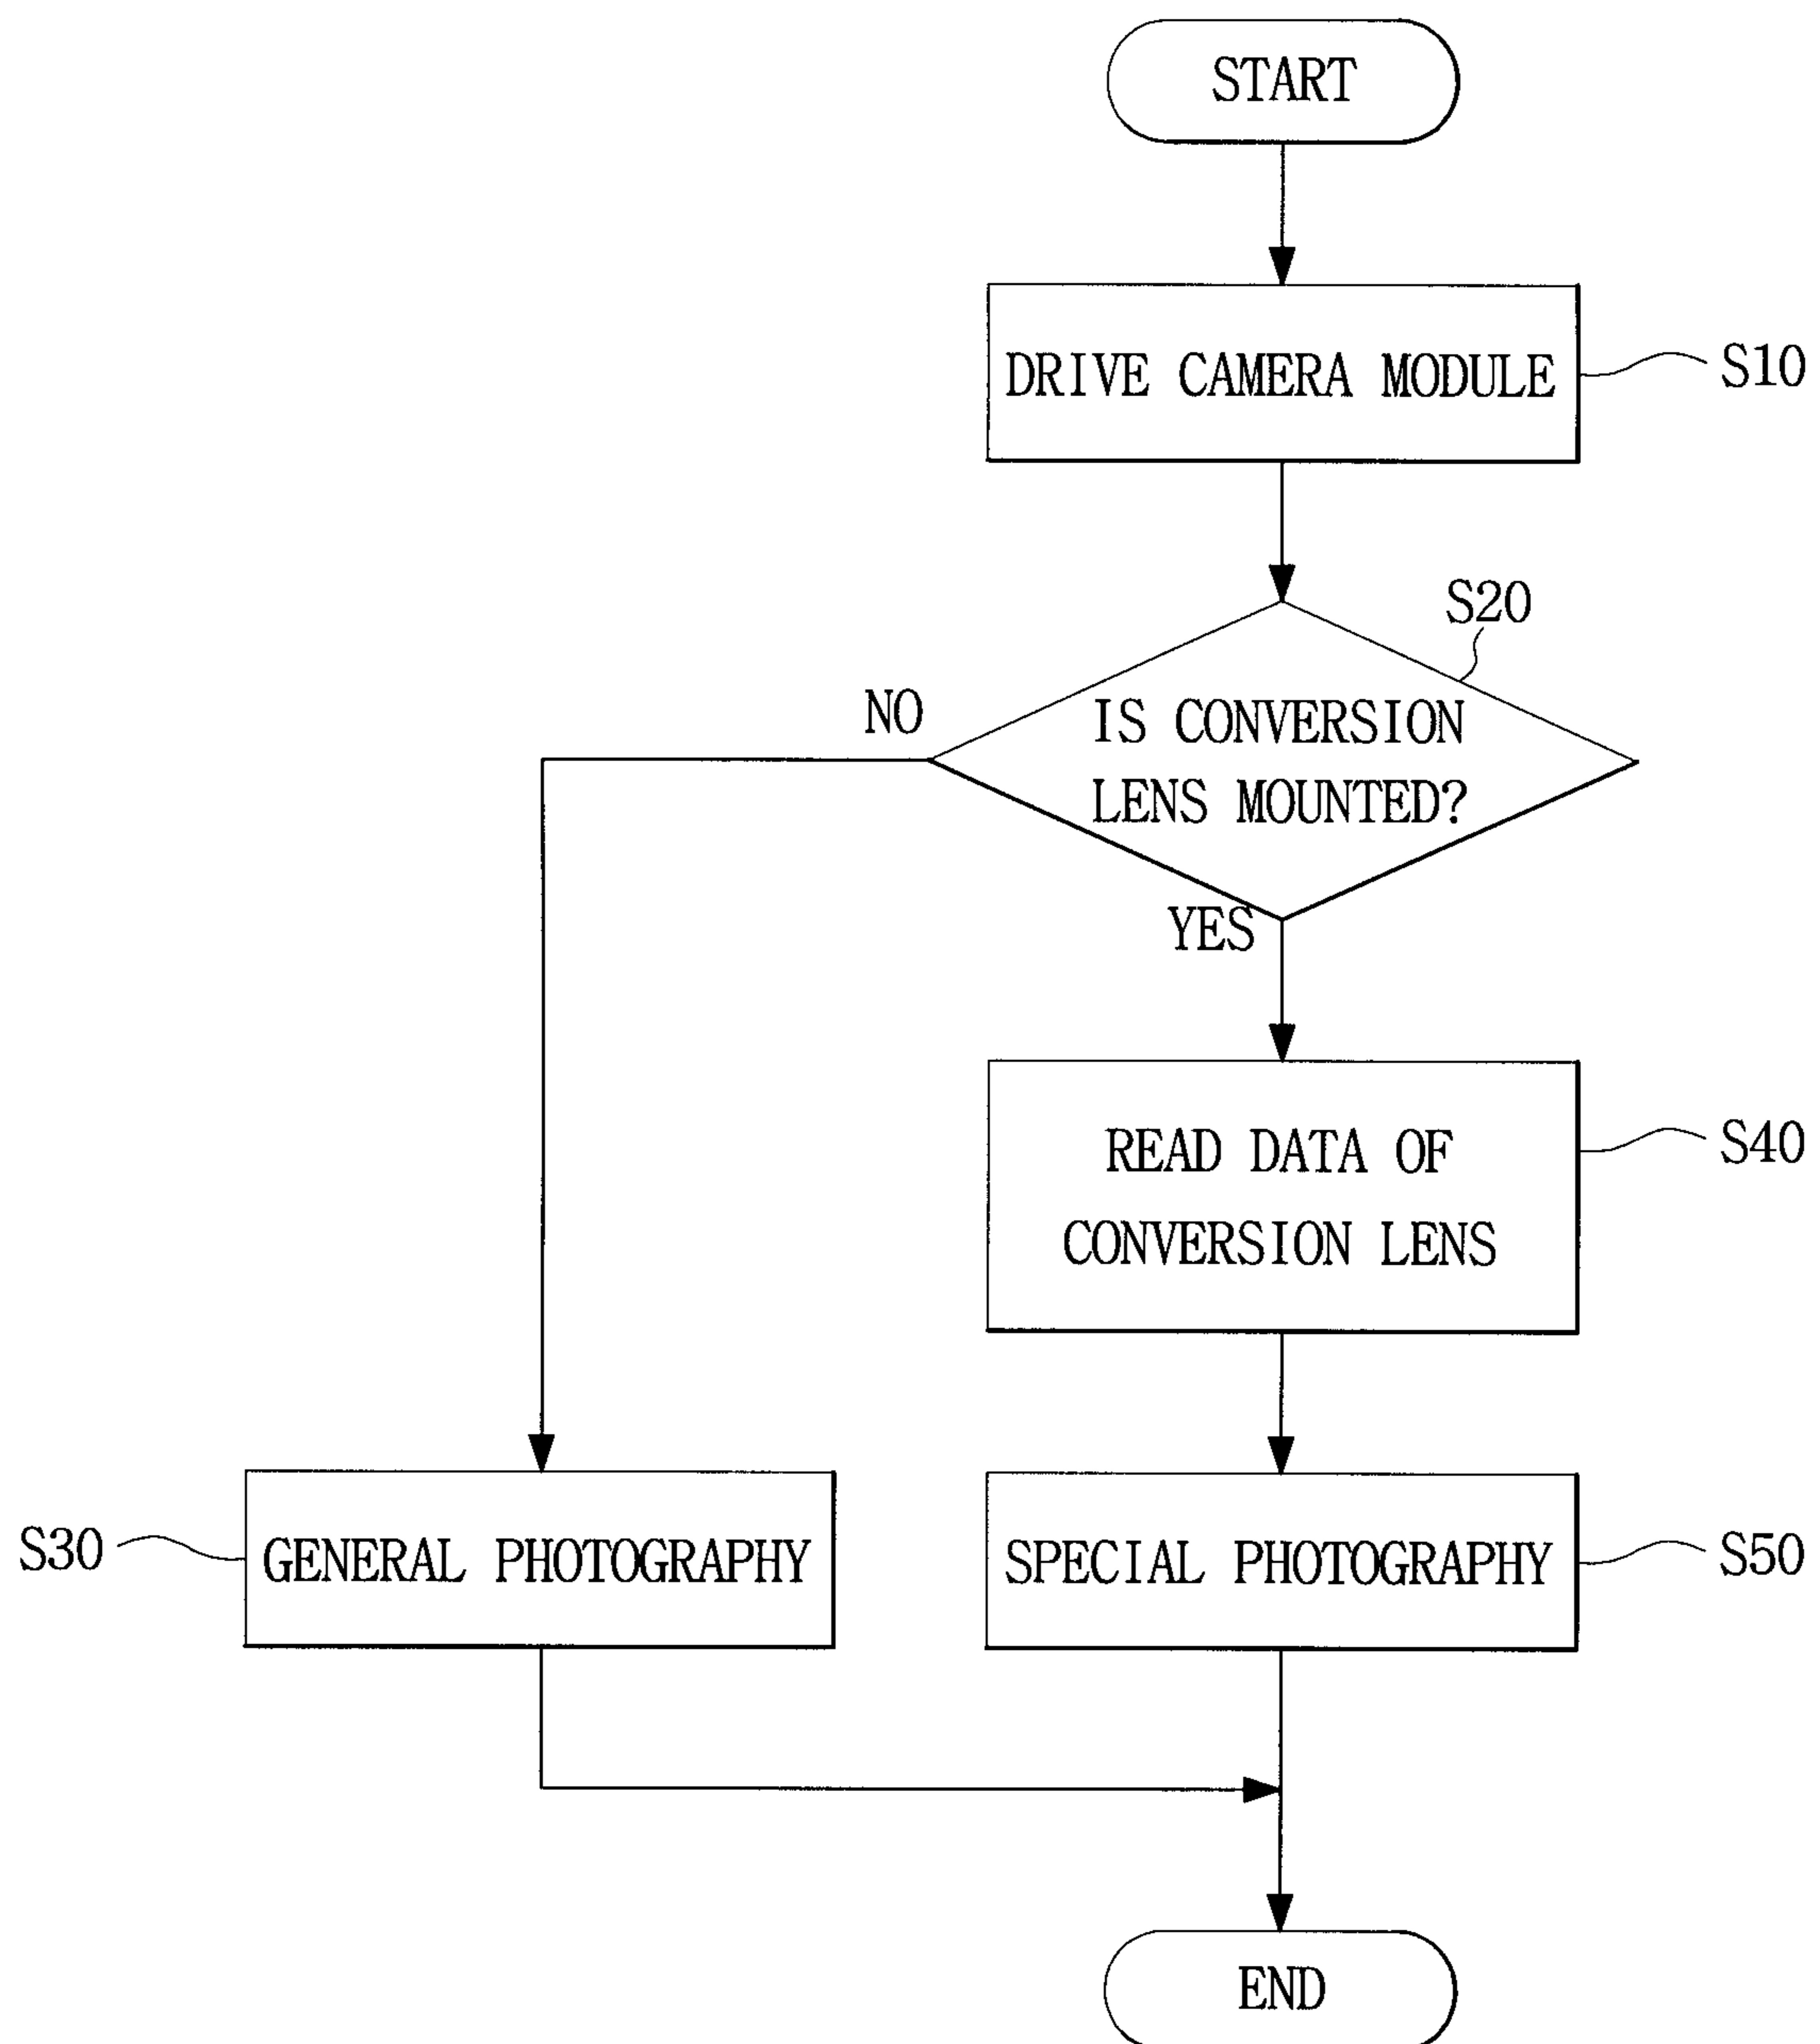 START
DRIVE CAMERA MODULE
S10
S20
NO
IS CONVERSION
LENS MOUNTED?
YES
READ DATA OF
CONVERSION LENS
S40
S30
GENERAL PHOTOGRAPHY
SPECIAL PHOTOGRAPHY
S50
END